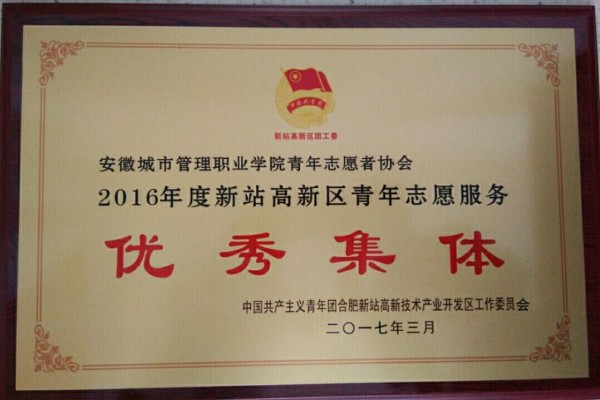 新站高新区团工委
安徽城市管理职业学院青年志愿者协会
2016年度新站高新区青年志愿服务
优秀集体
中国共产主义青年团合肥新站高新技术产业开发区工作委员会
二〇一七年三月